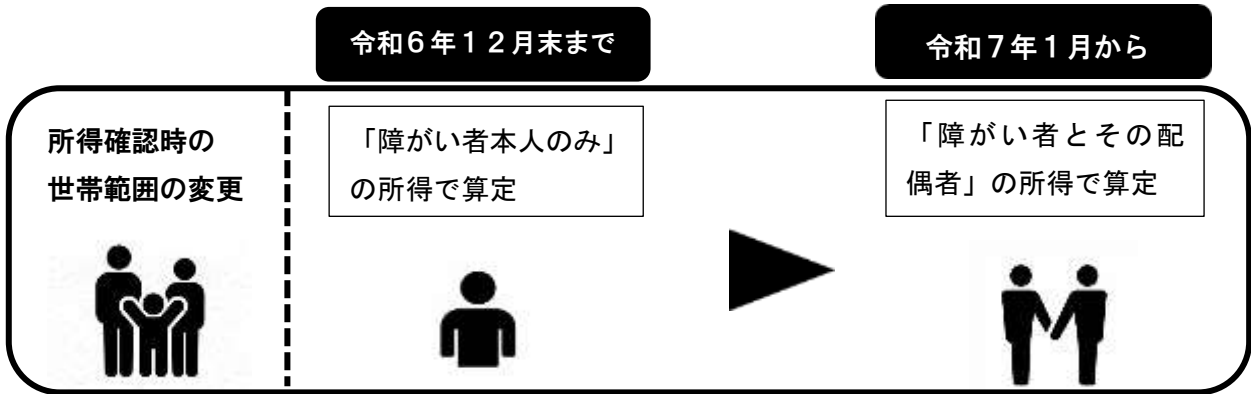 令和６年１２月末まで
令和７年１月から
所得確認時の
世帯範囲の変更
「障がい者本人のみ」
の所得で算定
「障がい者とその配
偶者」の所得で算定